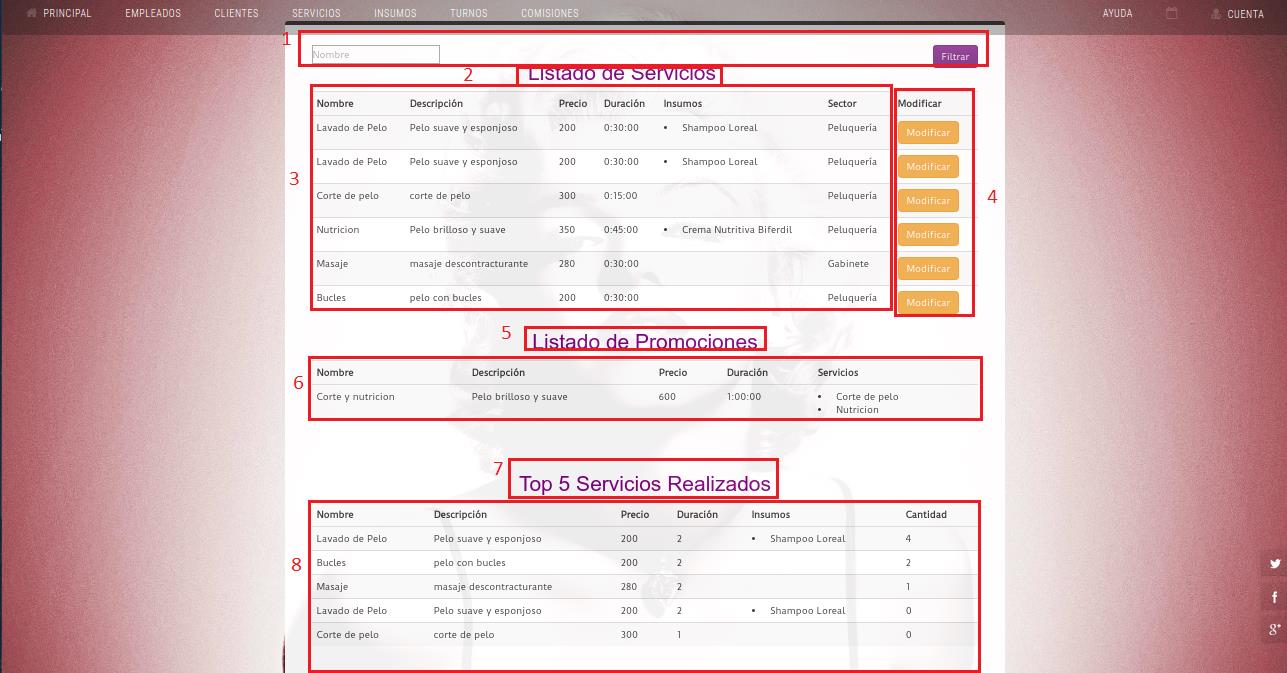 PRINCIPAL EMPLEADOS CLIENTES SERVICIOS INSUMOS TURNOS COMISIONES AYUDA CUENTA
1 Nombre Filtrar
2 Listado de Servicios
Nombre Descripción Precio Duración Insumos Sector Modificar
Lavado de Pelo Pelo suave y esponjoso 200 0:30:00 • Shampoo Loreal Peluquería Modificar
Lavado de Pelo Pelo suave y esponjoso 200 0:30:00 • Shampoo Loreal Peluquería Modificar
3
Corte de pelo corte de pelo 300 0:15:00 Peluquería Modificar
4
Nutricion Pelo brilloso y suave 350 0:45:00 • Crema Nutritiva Biferdil Peluquería Modificar
Masaje masaje descontracturante 280 0:30:00 Gabinete Modificar
Bucles pelo con bucles 200 0:30:00 Peluquería Modificar
5 Listado de Promociones
6
Nombre Descripción Precio Duración Servicios
Corte y nutricion Pelo brilloso y suave 600 1:00:00 • Corte de pelo
• Nutricion
7 Top 5 Servicios Realizados
Nombre Descripción Precio Duración Insumos Cantidad
Lavado de Pelo Pelo suave y esponjoso 200 2 • Shampoo Loreal 4
8 Bucles pelo con bucles 200 2 2
Masaje masaje descontracturante 280 2 1
Lavado de Pelo Pelo suave y esponjoso 200 2 • Shampoo Loreal 0
Corte de pelo corte de pelo 300 1 0